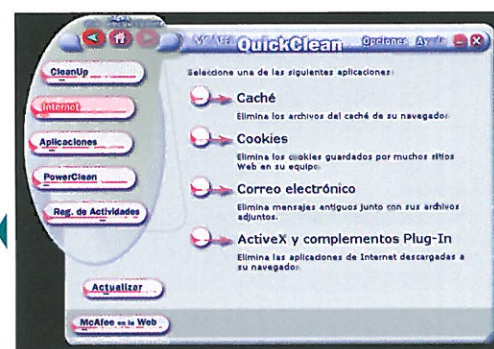 McAfee QuickClean Opciones Ayuda
CleanUp
Internet
Aplicaciones
PowerClean
Reg. de Actividades
Actualizar
McAfee en la Web
Seleccione una de las siguientes aplicaciones:
Caché
Elimina los archivos del caché de su navegador.
Cookies
Elimina los cookies guardados por muchos sitios
Web en su equipo.
Correo electrónico
Elimina mensajes antiguos junto con sus archivos
adjuntos.
ActiveX y complementos Plug-In
Elimina las aplicaciones de Internet descargadas a
su navegador.